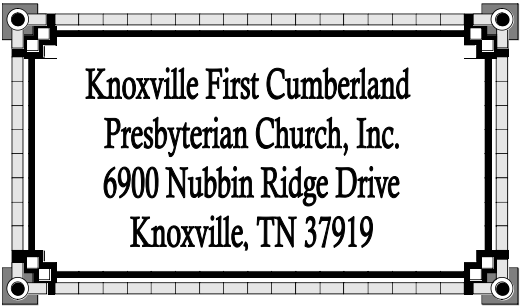 Knoxville First Cumberland
Presbyterian Church, Inc.
6900 Nubbin Ridge Drive
Knoxville, TN 37919